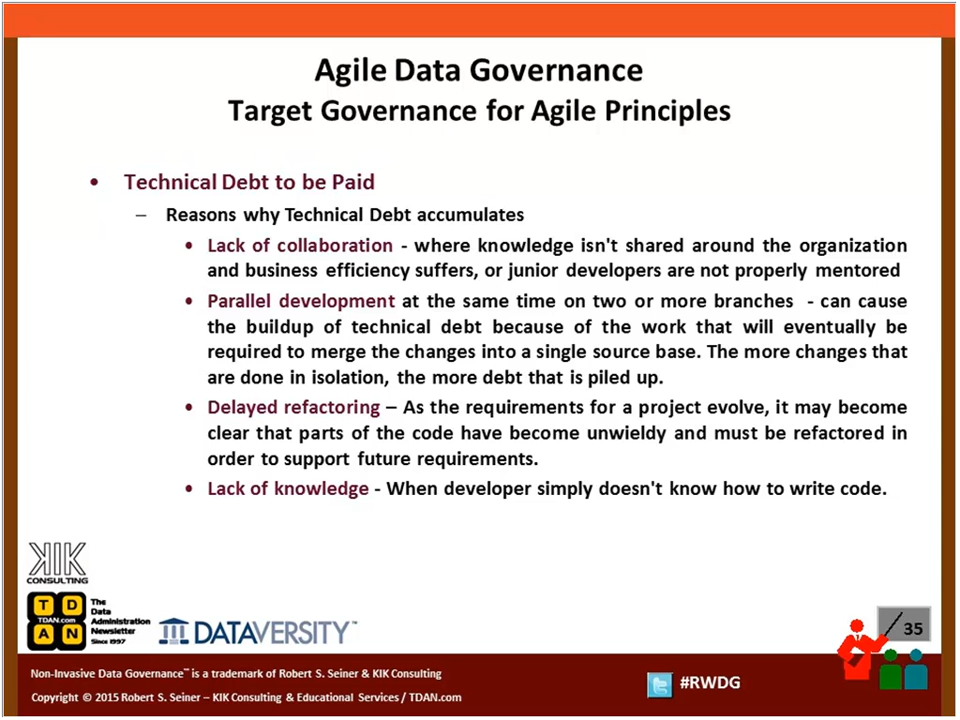 Agile Data Governance
Target Governance for Agile Principles
• Technical Debt to be Paid
– Reasons why Technical Debt accumulates
• Lack of collaboration - where knowledge isn't shared around the organization
and business efficiency suffers, or junior developers are not properly mentored
• Parallel development at the same time on two or more branches - can cause
the buildup of technical debt because of the work that will eventually be
required to merge the changes into a single source base. The more changes that
are done in isolation, the more debt that is piled up.
• Delayed refactoring – As the requirements for a project evolve, it may become
clear that parts of the code have become unwieldy and must be refactored in
order to support future requirements.
• Lack of knowledge - When developer simply doesn't know how to write code.
KIK
CONSULTING
T D
TDAN.com
A N
The
Data
Administration
Newsletter
Since 1997
DATAVERSITY™
35
Non-Invasive Data Governance™ is a trademark of Robert S. Seiner & KIK Consulting
Copyright © 2015 Robert S. Seiner – KIK Consulting & Educational Services / TDAN.com
#RWDG